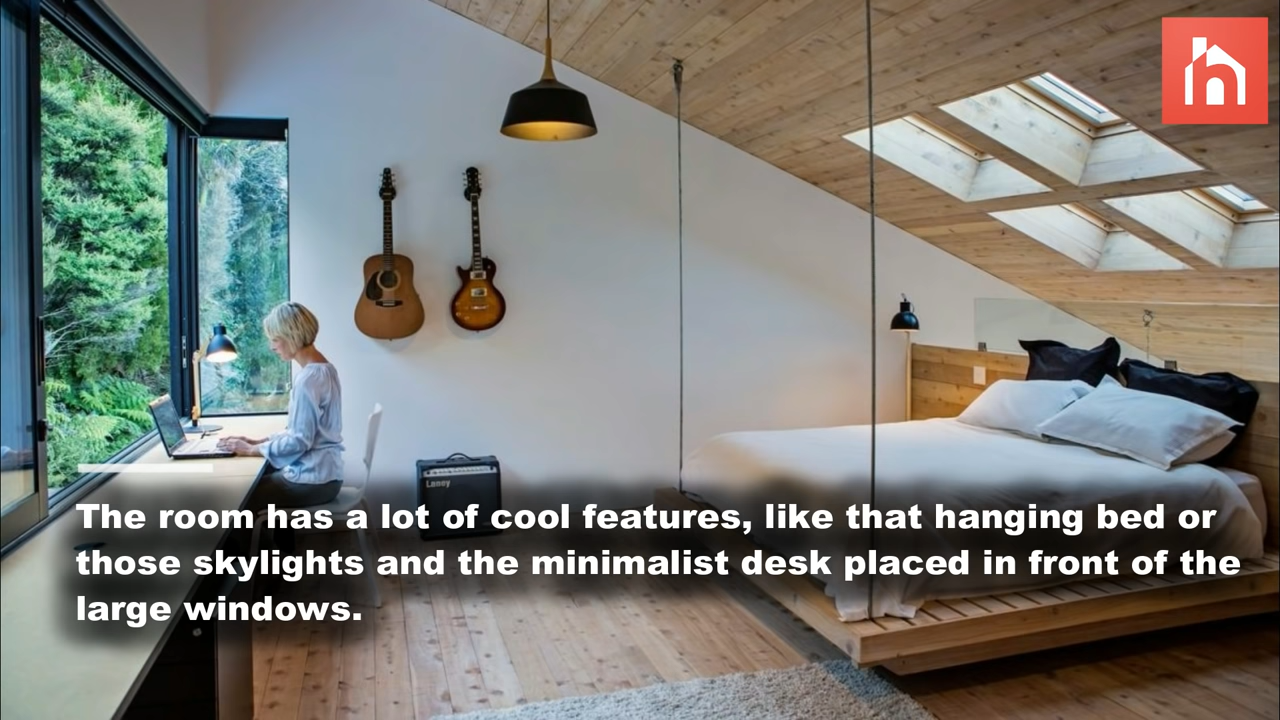 Laney
The room has a lot of cool features, like that hanging bed or
those skylights and the minimalist desk placed in front of the
large windows.